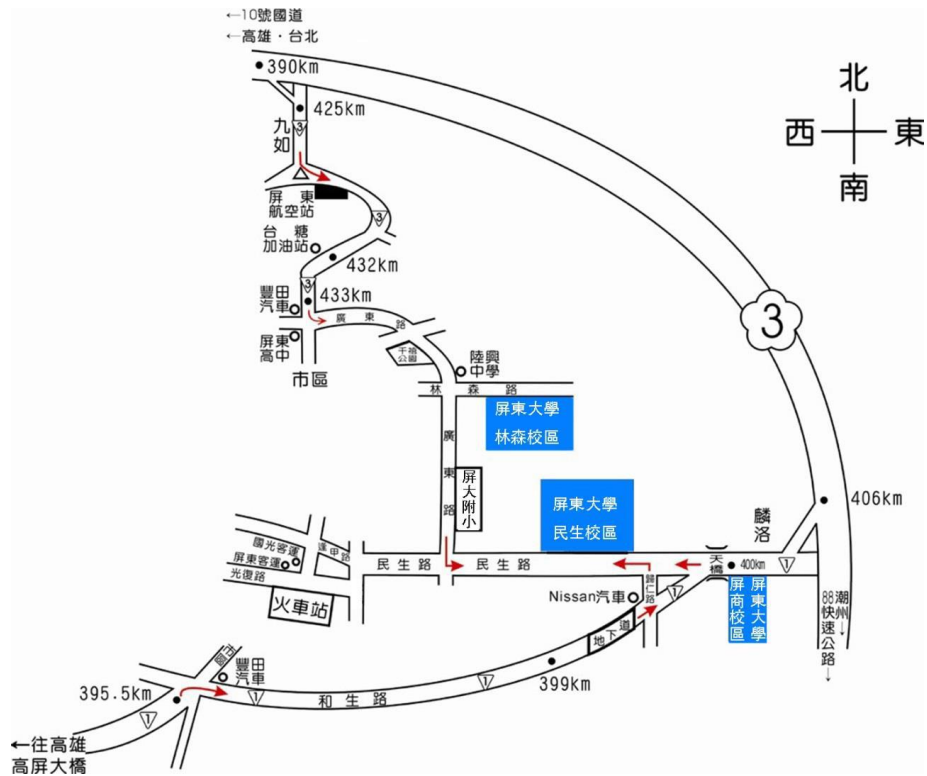 ←10號國道
←高雄．台北
390km
425km
3
九如
北
西
東
南
屏東
航空站
3
台糖
加油站
432km
3
433km
豐田
汽車
廣東路
屏東
高中
市區
千禧
公園
陸興
中學
3
林森路
屏東大學
林森校區
廣東路
屏大附小
屏東大學
民生校區
406km
麟洛
國光客運
逢甲路
屏東客運
光復路
火車站
民生路
民生路
天橋
400km
1
歸仁路
Nissan汽車
1
屏東大學
屏商校區
潮州→
88快速公路→
地下道
市區
豐田
汽車
395.5km
1
1
和生路
1
399km
←往高雄
高屏大橋